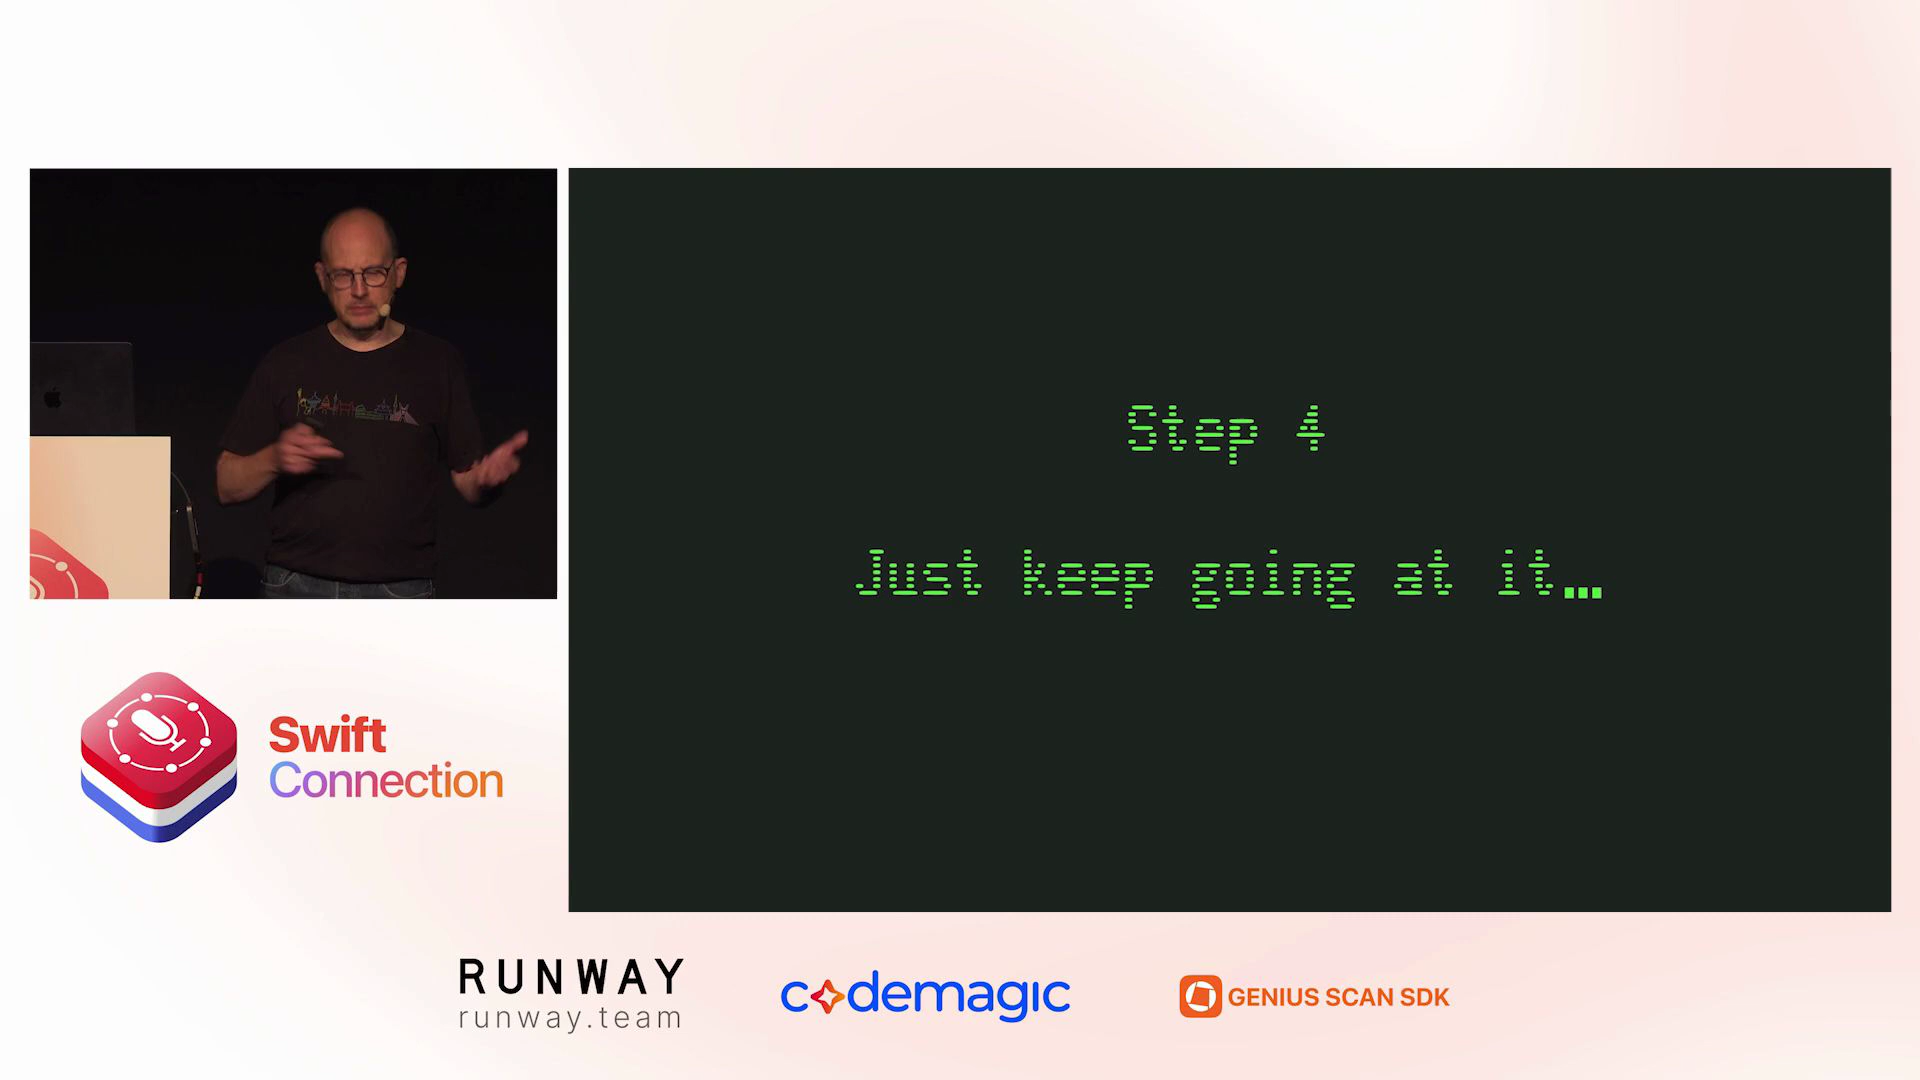 Step 4
Just keep going at it…
Swift
Connection
RUNWAY
runway.team
codemagic
GENIUS SCAN SDK